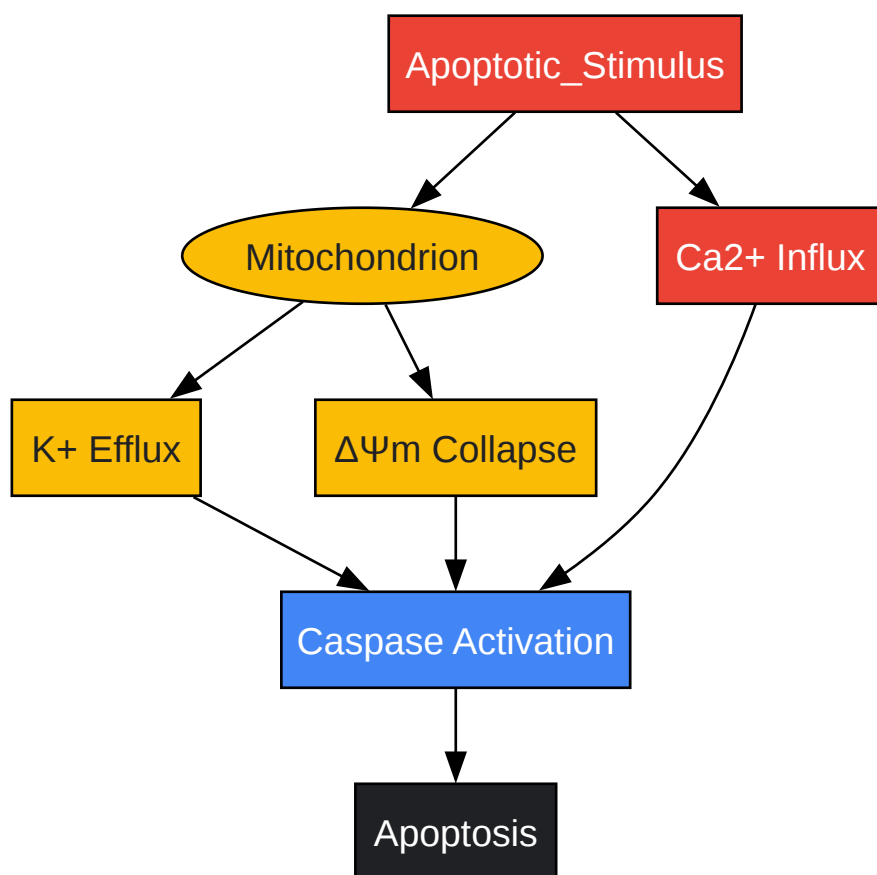 Apoptotic_Stimulus
Mitochondrion
Ca2+ Influx
K+ Efflux
ΔΨm Collapse
Caspase Activation
Apoptosis